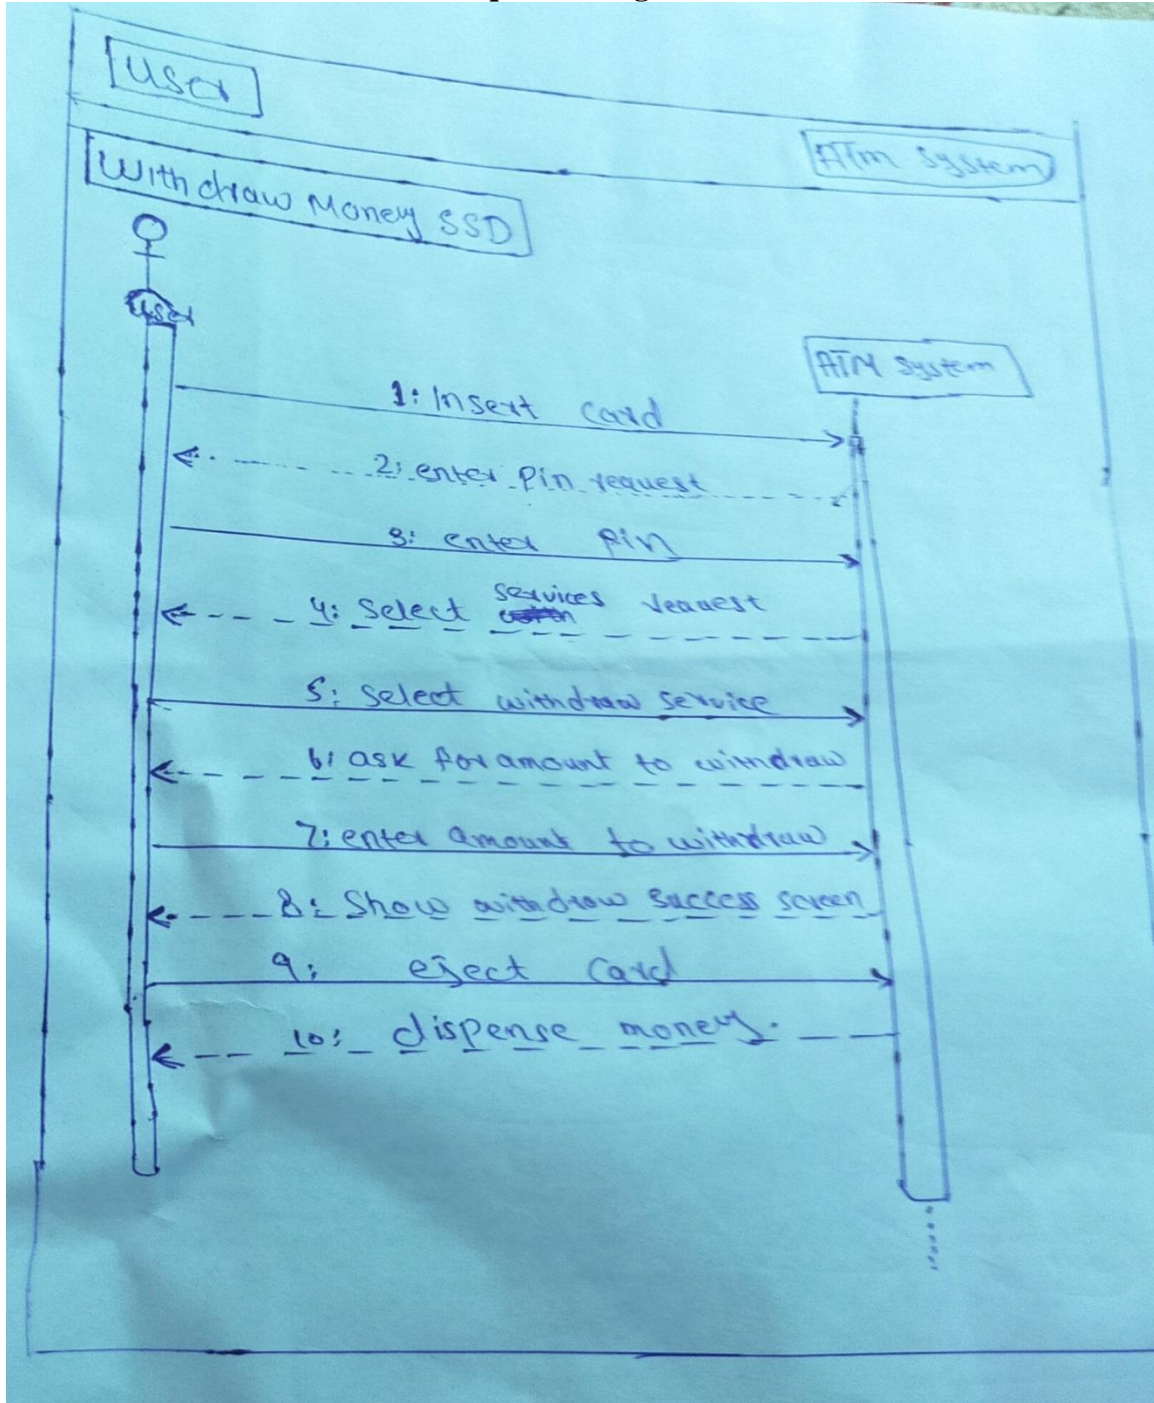 User
ATM System
Withdraw Money SSD
User
ATM System
1: Insert Card
2: enter Pin request
3: enter Pin
4: Select services request
5: Select withdraw service
6: ask for amount to withdraw
7: enter amount to withdraw
8: Show withdraw success screen
9: eject Card
10: dispense money.